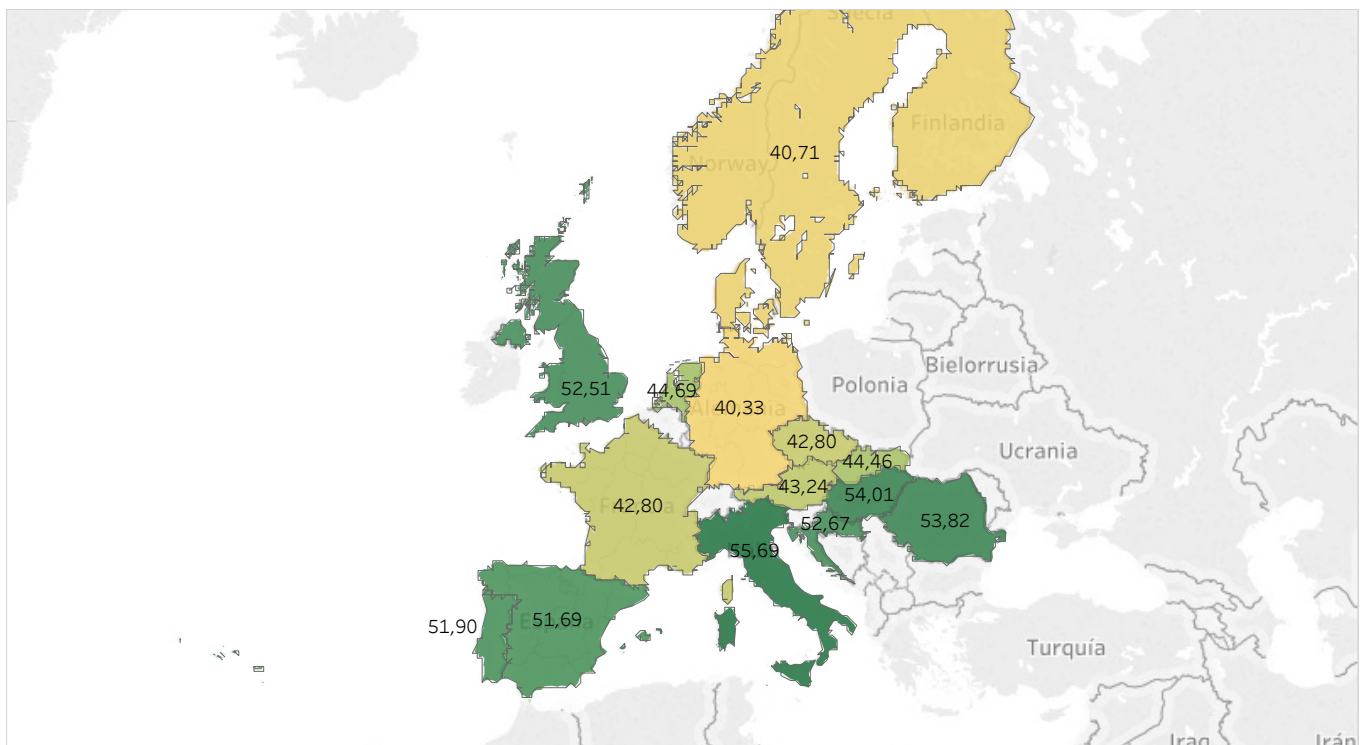 Suecia
Finlandia
40,71
Norway
Bielorrusia
Polonia
52,51
44,69
40,33
Alemania
42,80
Ucrania
44,46
43,24
54,01
42,80
Francia
52,67
53,82
55,69
51,90
51,69
España
Turquía
Iraq
Irán